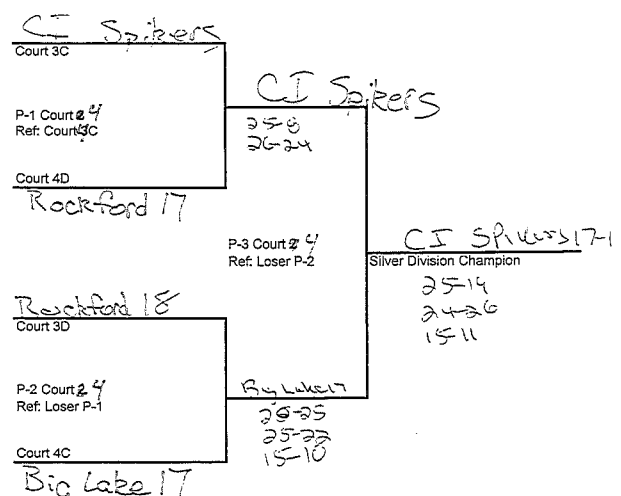 CI Spikers
Court 3C
P-1 Court 4
Ref: Court 3C
Court 4D
Rockford 17
CI Spikers
25-8
26-24
P-3 Court 4
Ref: Loser P-2
CI Spikers 17-1
Silver Division Champion
25-14
24-26
15-11
Rockford 18
Court 3D
P-2 Court 4
Ref: Loser P-1
Court 4C
Big Lake 17
Big Lake 17
25-22
15-10